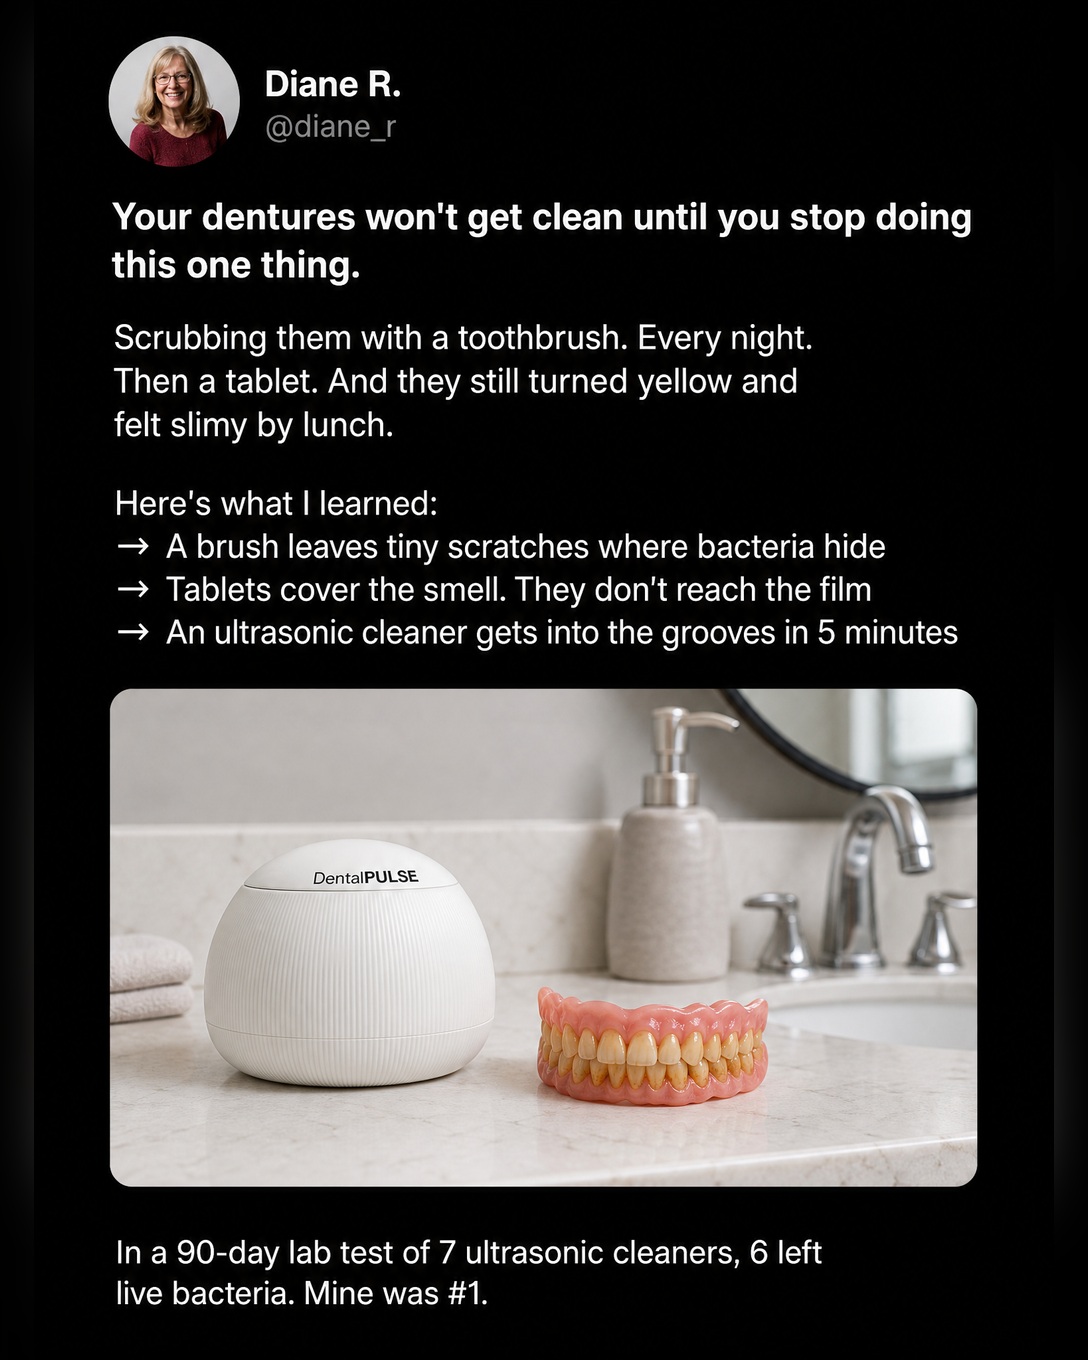 Diane R.
@diane_r
Your dentures won't get clean until you stop doing
this one thing.
Scrubbing them with a toothbrush. Every night.
Then a tablet. And they still turned yellow and
felt slimy by lunch.
Here's what I learned:
→ A brush leaves tiny scratches where bacteria hide
→ Tablets cover the smell. They don't reach the film
→ An ultrasonic cleaner gets into the grooves in 5 minutes
DentalPULSE
In a 90-day lab test of 7 ultrasonic cleaners, 6 left
live bacteria. Mine was #1.